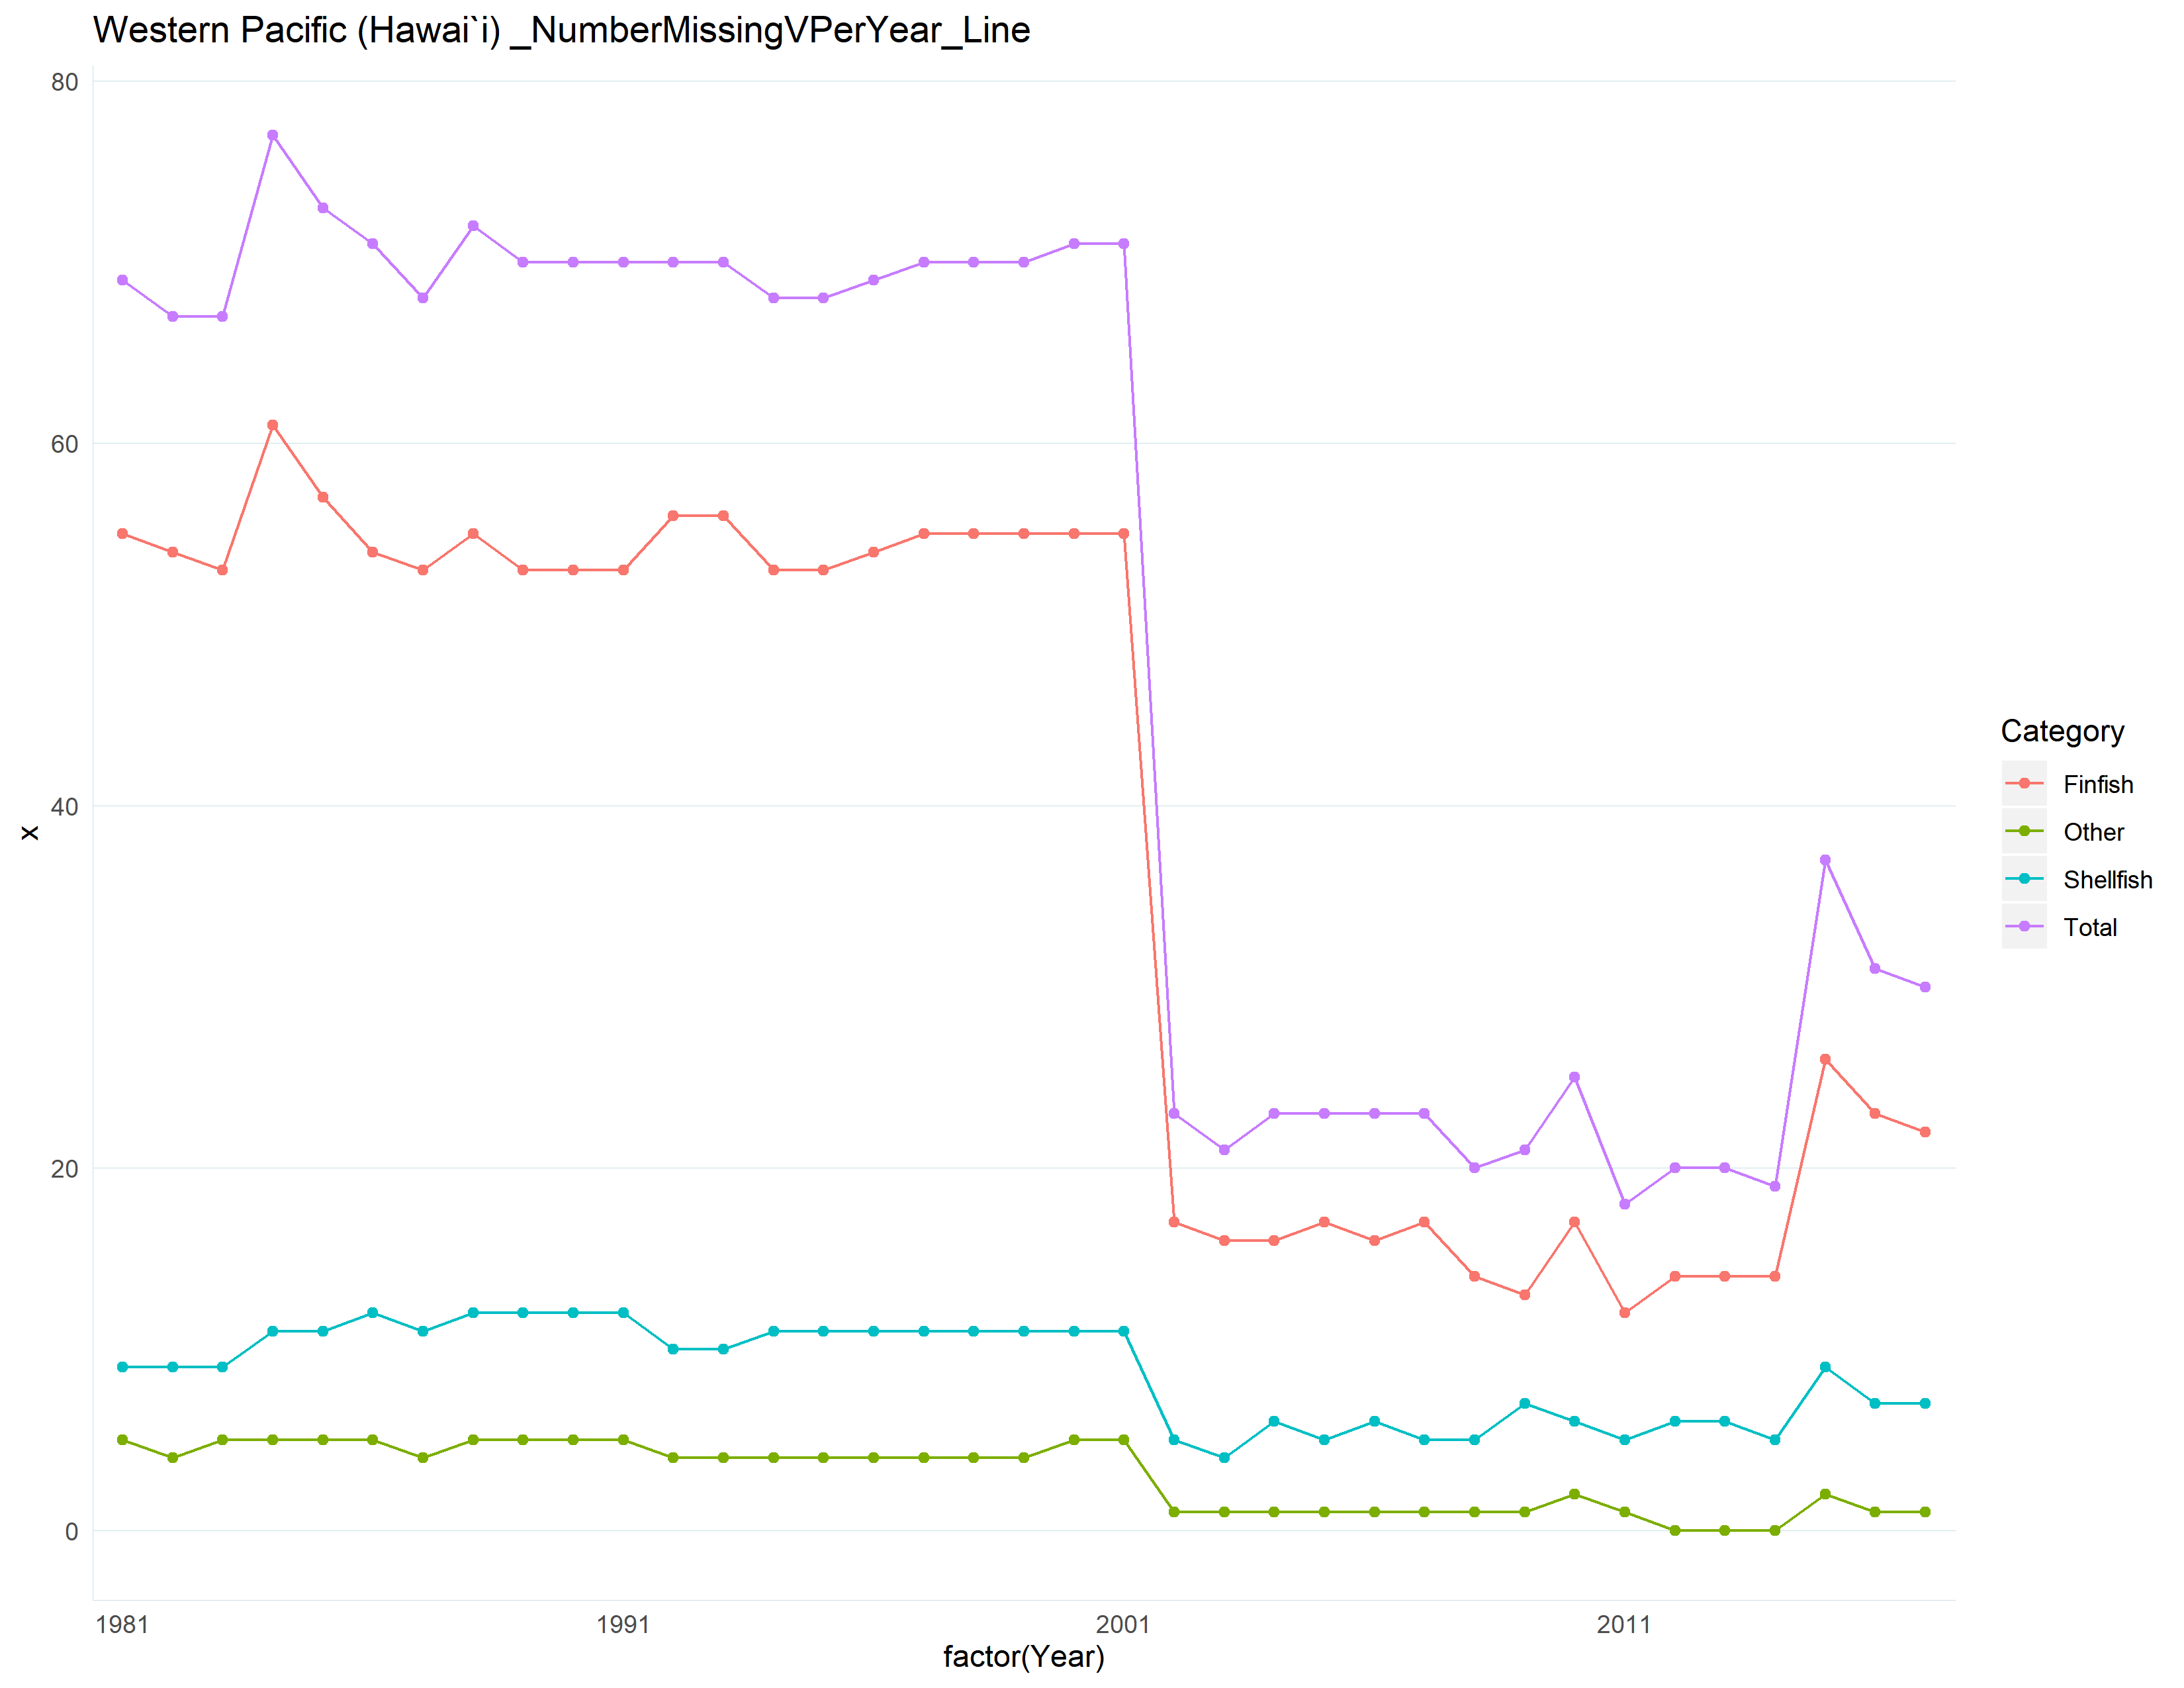 Western Pacific (Hawai`i) _NumberMissingVPerYear_Line
80
60
40
20
0
x
1981 1991 2001 2011
factor(Year)
Category
Finfish
Other
Shellfish
Total